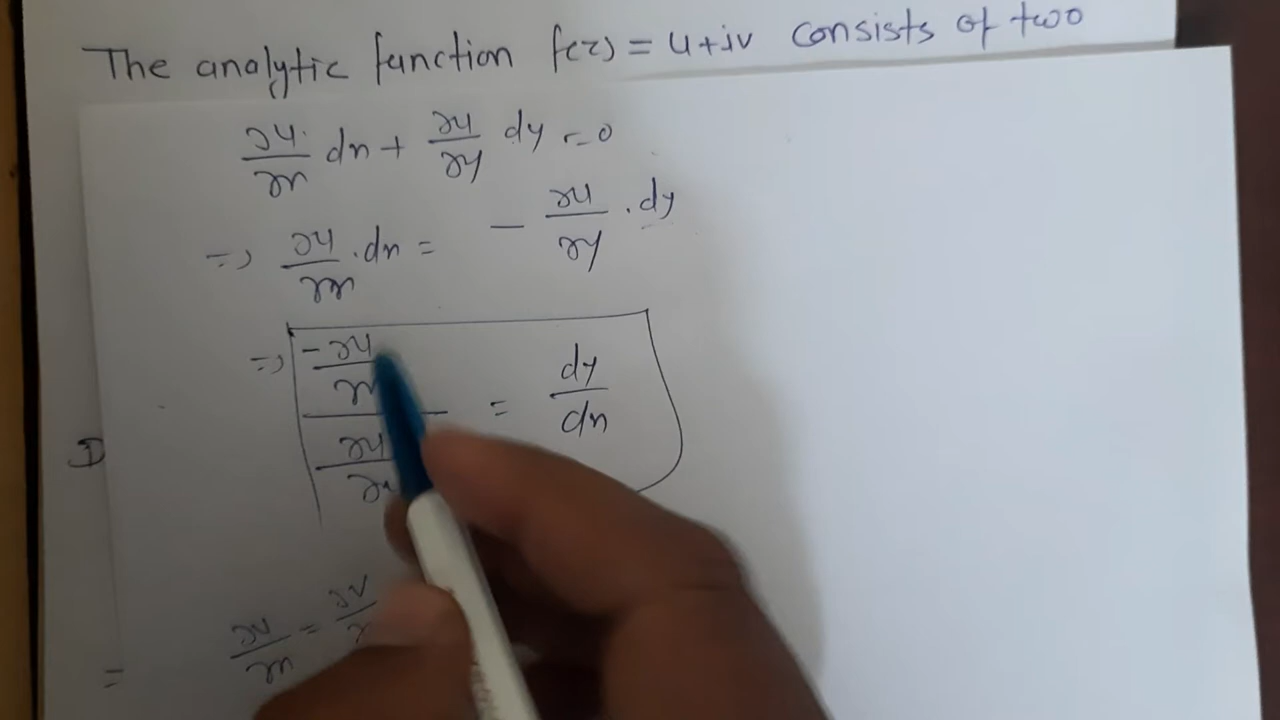 The analytic function f(z) = u+iv consists of two
∂u/∂x dx + ∂u/∂y dy = 0
=> ∂u/∂x . dx = - ∂u/∂y . dy
=> (-∂u/∂x)/(∂u/∂ = dy/dx
D
∂u/∂x = ∂v/
=